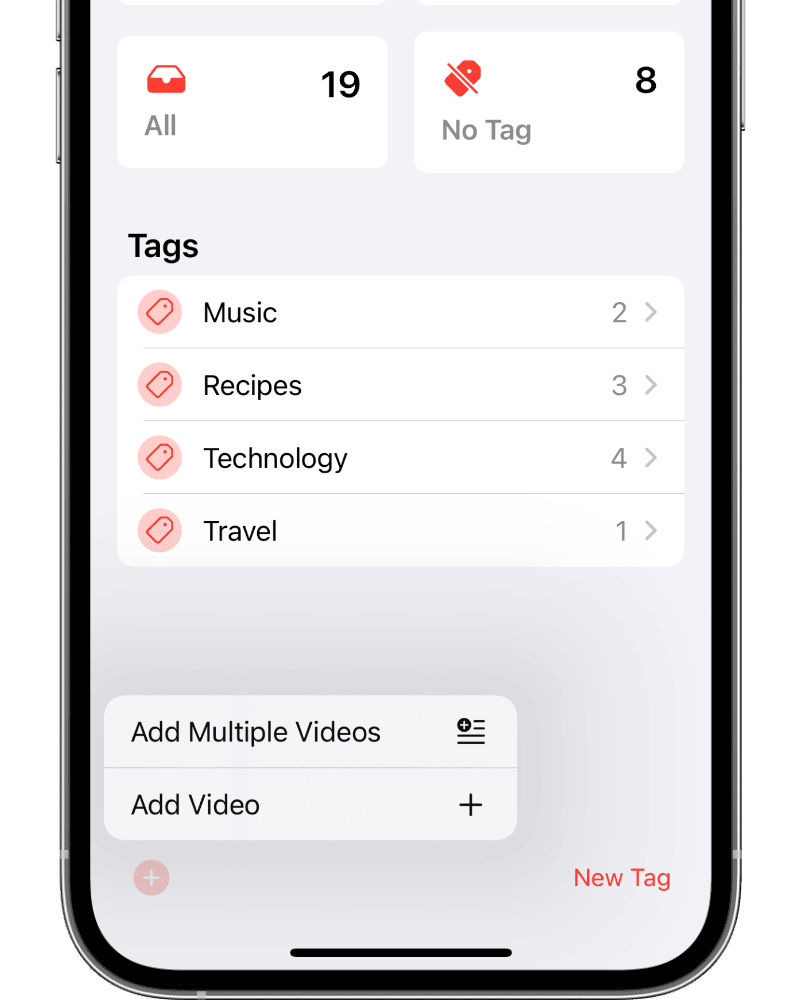 19
All
8
No Tag
Tags
Music 2
Recipes 3
Technology 4
Travel 1
Add Multiple Videos
Add Video
New Tag